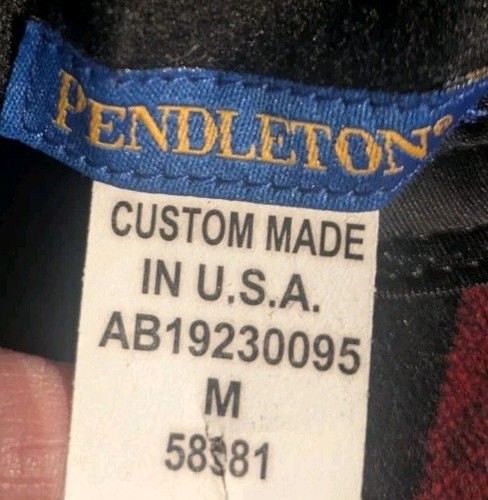 PENDLETON®
CUSTOM MADE
IN U.S.A.
AB19230095
M